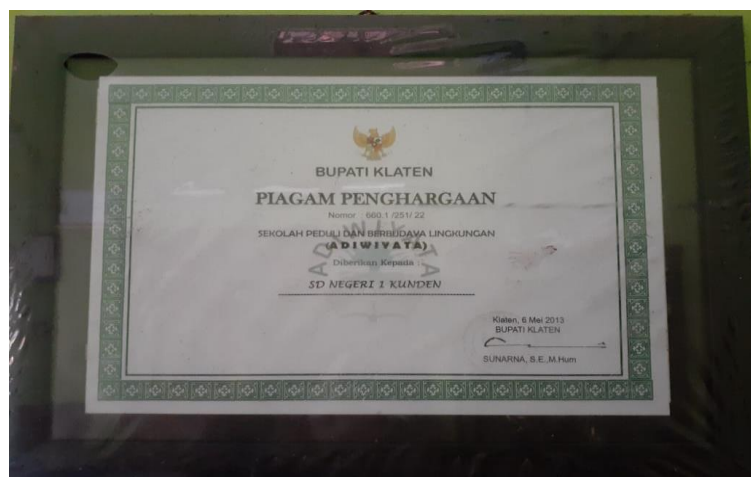 BUPATI KLATEN
PIAGAM PENGHARGAAN
Nomor 660.1 /251/ 22
SEKOLAH PEDULI DAN BERBUDAYA LINGKUNGAN
(ADIWIYATA)
Diberikan Kepada :
SD NEGERI 1 KUNDEN
Klaten, 6 Mei 2013
BUPATI KLATEN
SUNARNA, S.E.,M.Hum
ADIWIYATA